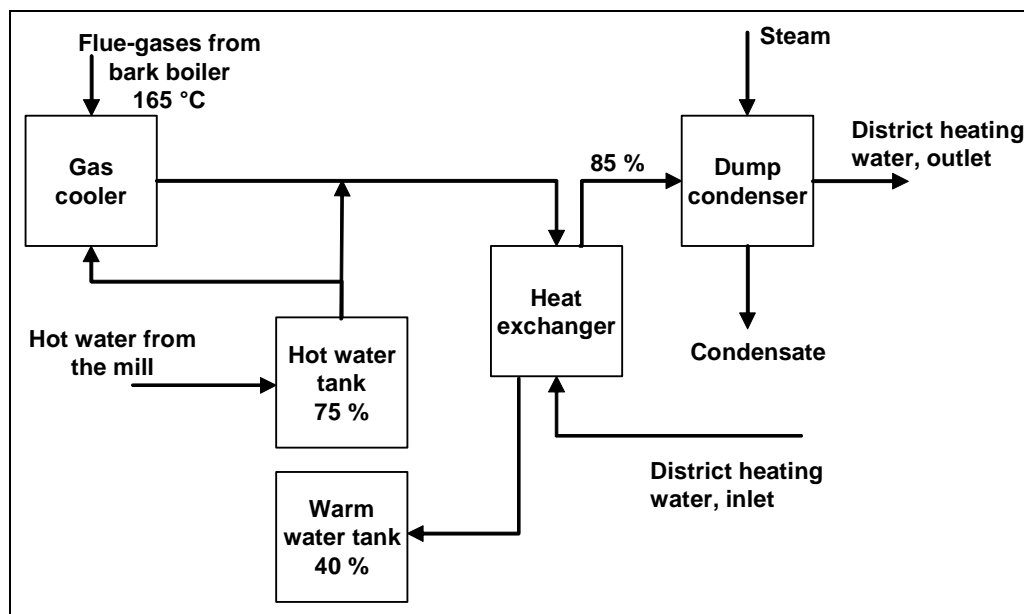 Flue-gases from
bark boiler
165 °C
Steam
Gas
cooler
85 %
Dump
condenser
District heating
water, outlet
Heat
exchanger
Hot water from
the mill
Hot water
tank
75 %
Condensate
District heating
water, inlet
Warm
water tank
40 %